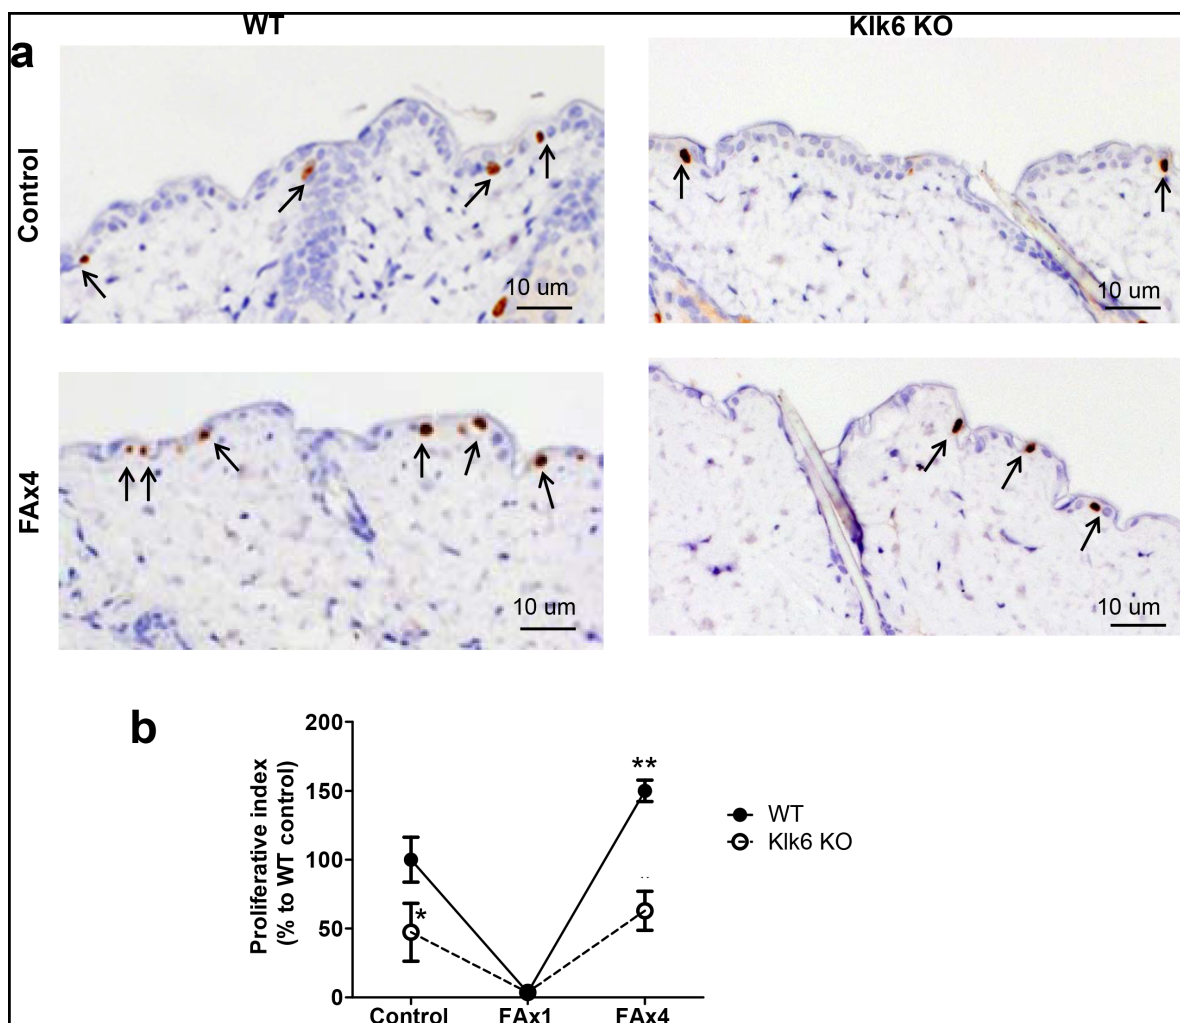 WT
Klk6 KO
a
Control
10 um
10 um
FAx4
10 um
10 um
b
Proliferative index
(% to WT control)
200
150
100
50
0
**
*
..
WT
Klk6 KO
Control
FAx1
FAx4